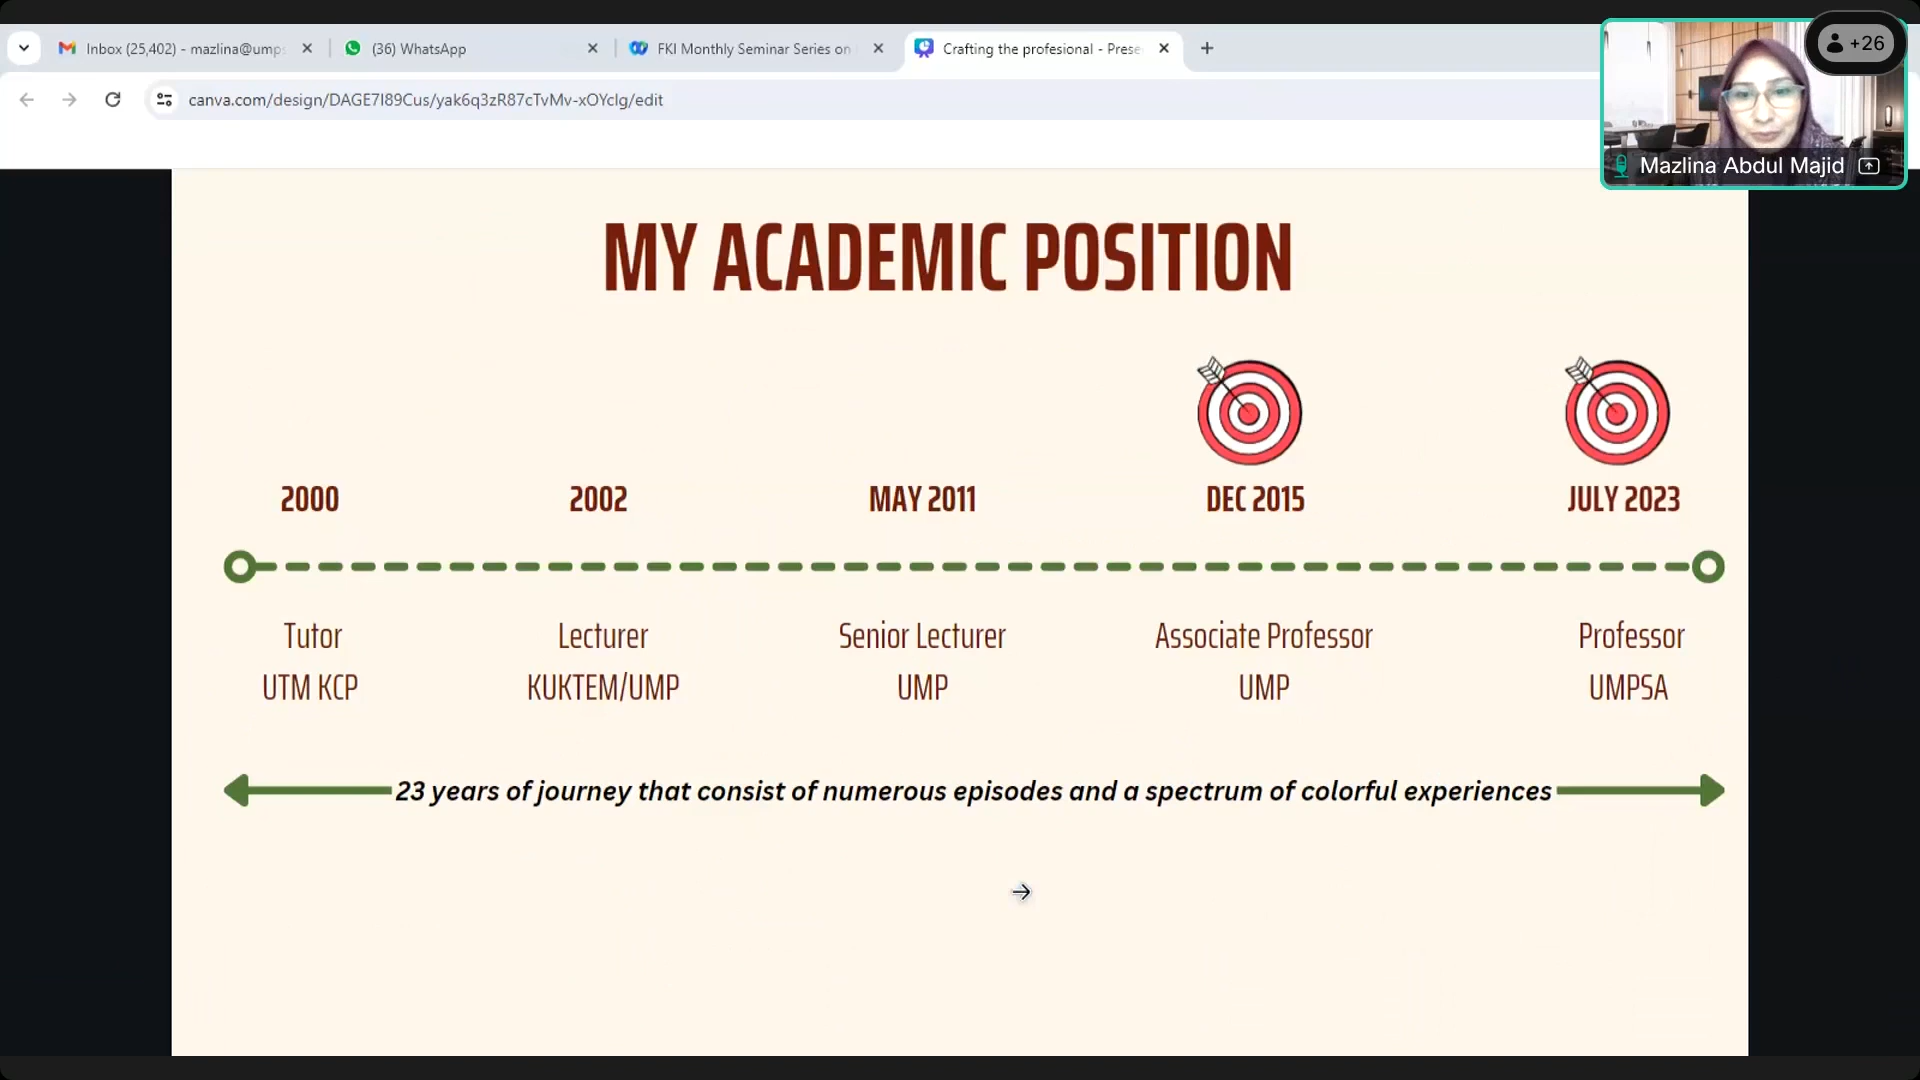 Inbox (25,402) - mazlina@ump
(36) WhatsApp
FKI Monthly Seminar Series on
Crafting the profesional - Prese
+26
canva.com/design/DAGE7I89Cus/yak6q3zR87cTvMv-xOYcIg/edit
Mazlina Abdul Majid
MY ACADEMIC POSITION
2000
2002
MAY 2011
DEC 2015
JULY 2023
Tutor
UTM KCP
Lecturer
KUKTEM/UMP
Senior Lecturer
UMP
Associate Professor
UMP
Professor
UMPSA
23 years of journey that consist of numerous episodes and a spectrum of colorful experiences